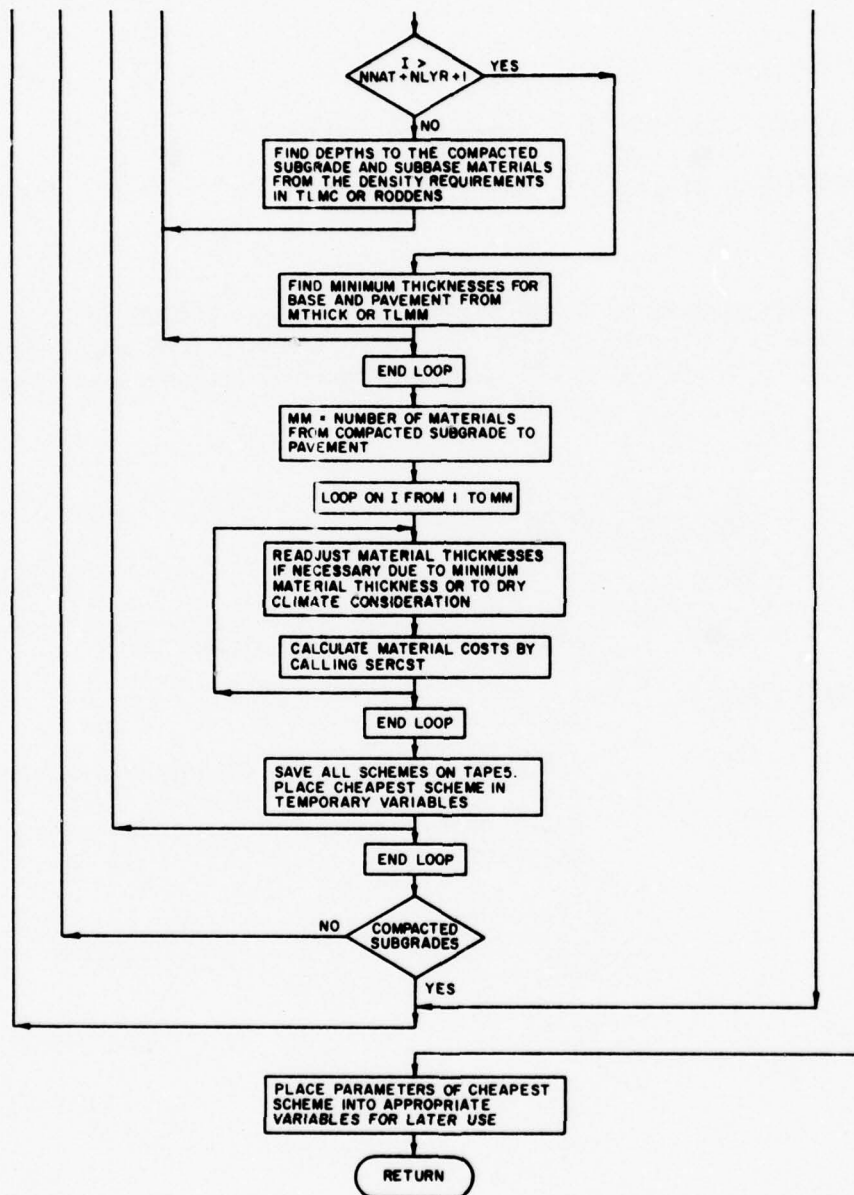 I >
NNAT + NLYR + I
YES
NO
FIND DEPTHS TO THE COMPACTED
SUBGRADE AND SUBBASE MATERIALS
FROM THE DENSITY REQUIREMENTS
IN TLMC OR RODDENS
FIND MINIMUM THICKNESSES FOR
BASE AND PAVEMENT FROM
MTHICK OR TLMM
END LOOP
MM = NUMBER OF MATERIALS
FROM COMPACTED SUBGRADE TO
PAVEMENT
LOOP ON I FROM I TO MM
READJUST MATERIAL THICKNESSES
IF NECESSARY DUE TO MINIMUM
MATERIAL THICKNESS OR TO DRY
CLIMATE CONSIDERATION
CALCULATE MATERIAL COSTS BY
CALLING SERCST
END LOOP
SAVE ALL SCHEMES ON TAPE5.
PLACE CHEAPEST SCHEME IN
TEMPORARY VARIABLES
END LOOP
NO
COMPACTED
SUBGRADES
YES
PLACE PARAMETERS OF CHEAPEST
SCHEME INTO APPROPRIATE
VARIABLES FOR LATER USE
RETURN